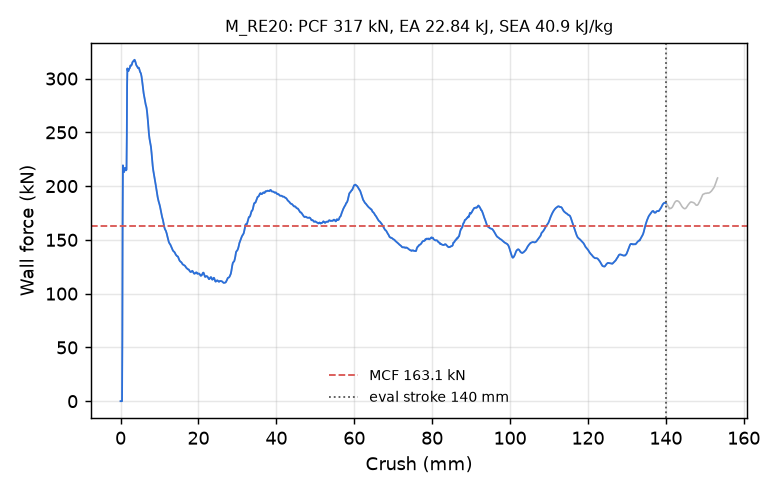 M_RE20: PCF 317 kN, EA 22.84 kJ, SEA 40.9 kJ/kg
Wall force (kN)
300
250
200
150
100
50
0
MCF 163.1 kN
eval stroke 140 mm
0 20 40 60 80 100 120 140 160
Crush (mm)